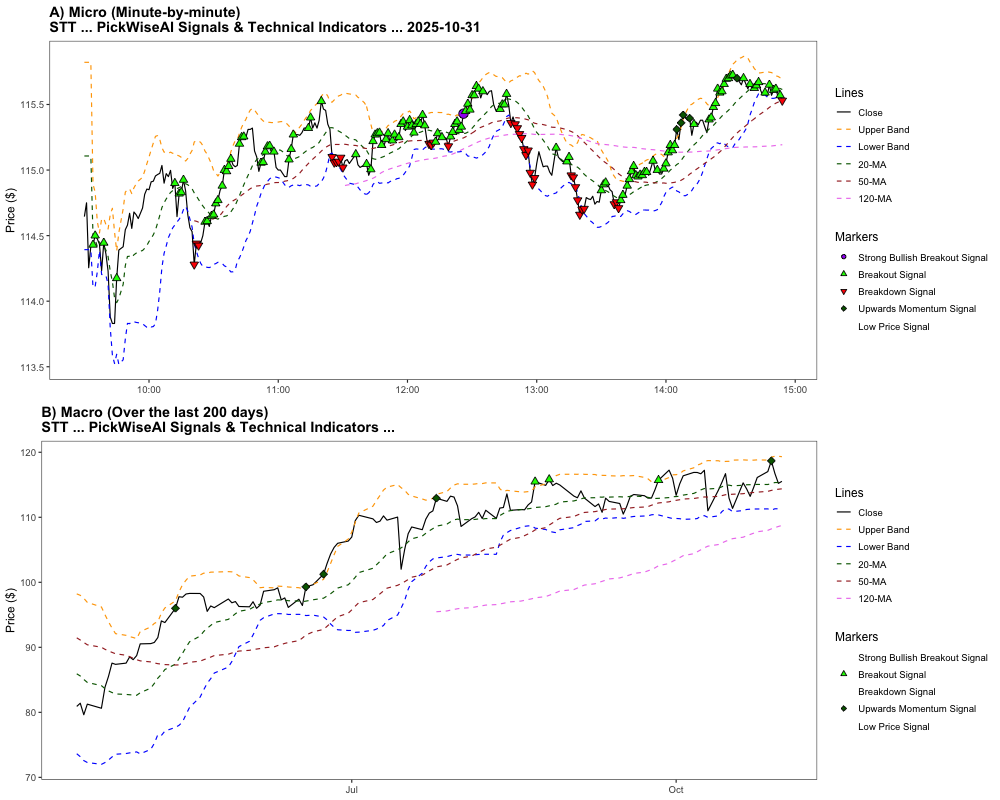 A) Micro (Minute-by-minute)
STT ... PickWiseAI Signals & Technical Indicators ... 2025-10-31
Price ($)
115.5
115.0
114.5
114.0
113.5
10:00
11:00
12:00
13:00
14:00
15:00
Lines
Close
Upper Band
Lower Band
20-MA
50-MA
120-MA
Markers
Strong Bullish Breakout Signal
Breakout Signal
Breakdown Signal
Upwards Momentum Signal
Low Price Signal
B) Macro (Over the last 200 days)
STT ... PickWiseAI Signals & Technical Indicators ...
Price ($)
120
110
100
90
80
70
Jul
Oct
Lines
Close
Upper Band
Lower Band
20-MA
50-MA
120-MA
Markers
Strong Bullish Breakout Signal
Breakout Signal
Breakdown Signal
Upwards Momentum Signal
Low Price Signal